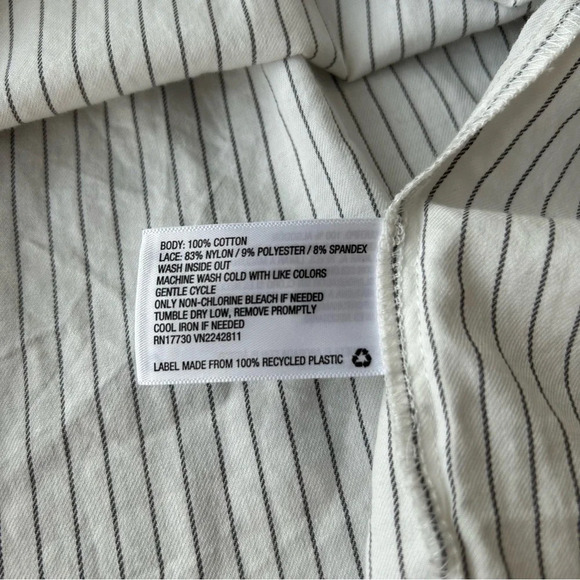 BODY: 100% COTTON
LACE: 83% NYLON / 9% POLYESTER / 8% SPANDEX
WASH INSIDE OUT
MACHINE WASH COLD WITH LIKE COLORS
GENTLE CYCLE
ONLY NON-CHLORINE BLEACH IF NEEDED
TUMBLE DRY LOW, REMOVE PROMPTLY
COOL IRON IF NEEDED
RN17730 VN2242811
LABEL MADE FROM 100% RECYCLED PLASTIC